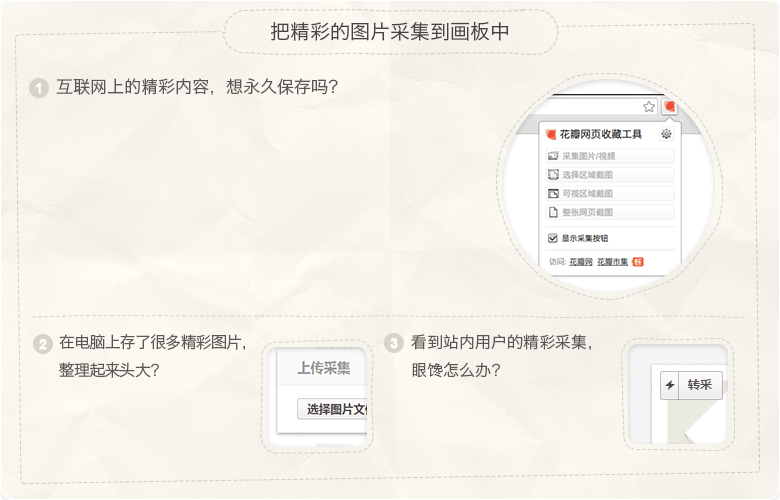 把精彩的图片采集到画板中
1 互联网上的精彩内容，想永久保存吗？
花瓣网页收藏工具
采集图片/视频
选择区域截图
可视区域截图
整张网页截图
显示采集按钮
访问: 花瓣网 花瓣市集
2 在电脑上存了很多精彩图片，
整理起来头大？
上传采集
选择图片文件
3 看到站内用户的精彩采集，
眼馋怎么办？
转采